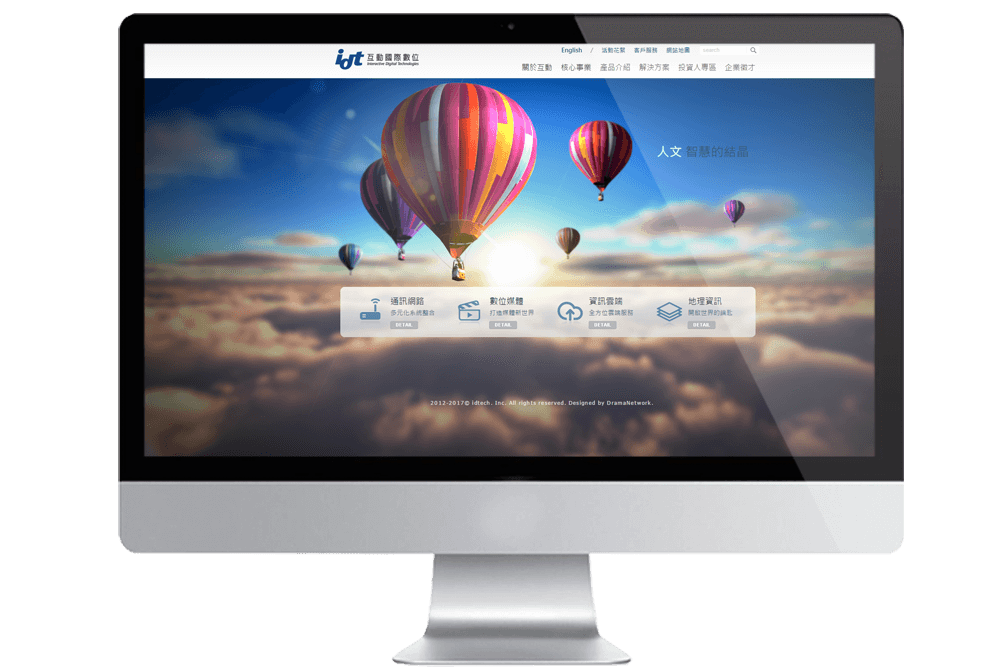 idt 互動國際數位
Interactive Digital Technologies
English / 活動花絮 客戶服務 網站地圖 search
關於互動 核心事業 產品介紹 解決方案 投資人專區 企業徵才
人文 智慧的結晶
通訊網路
多元化系統整合
DETAIL
數位媒體
打造媒體新世界
DETAIL
資訊雲端
全方位雲端服務
DETAIL
地理資訊
開啟世界的鑰匙
DETAIL
2012-2017© idtech. Inc. All rights reserved. Designed by DramaNetwork.